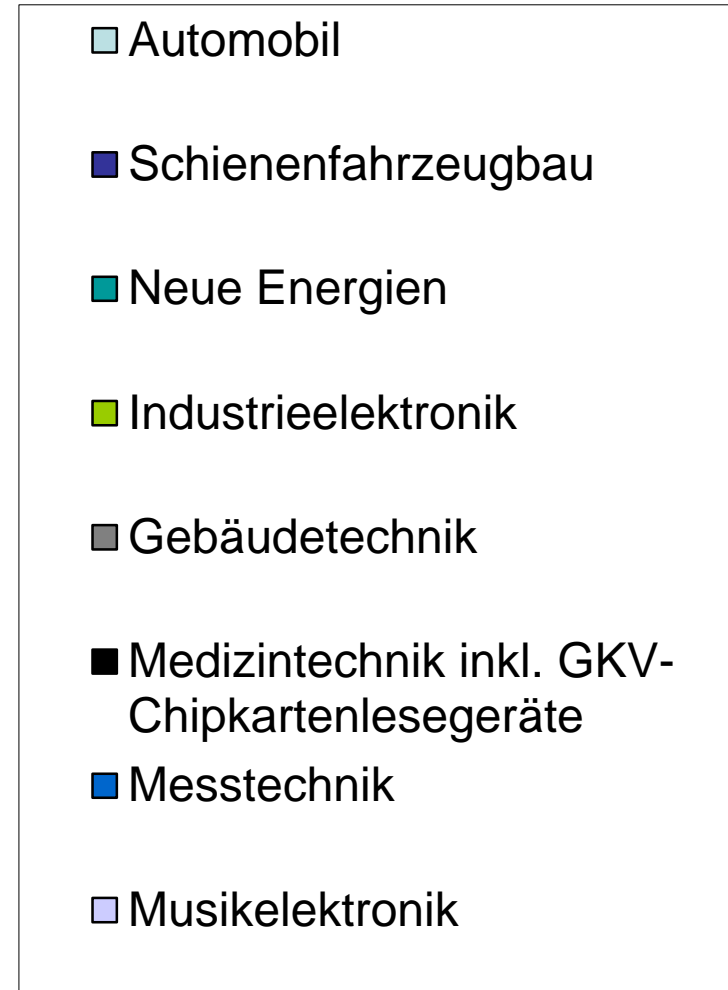 Automobil
Schienenfahrzeugbau
Neue Energien
Industrieelektronik
Gebäudetechnik
Medizintechnik inkl. GKV-
Chipkartenlesegeräte
Messtechnik
Musikelektronik